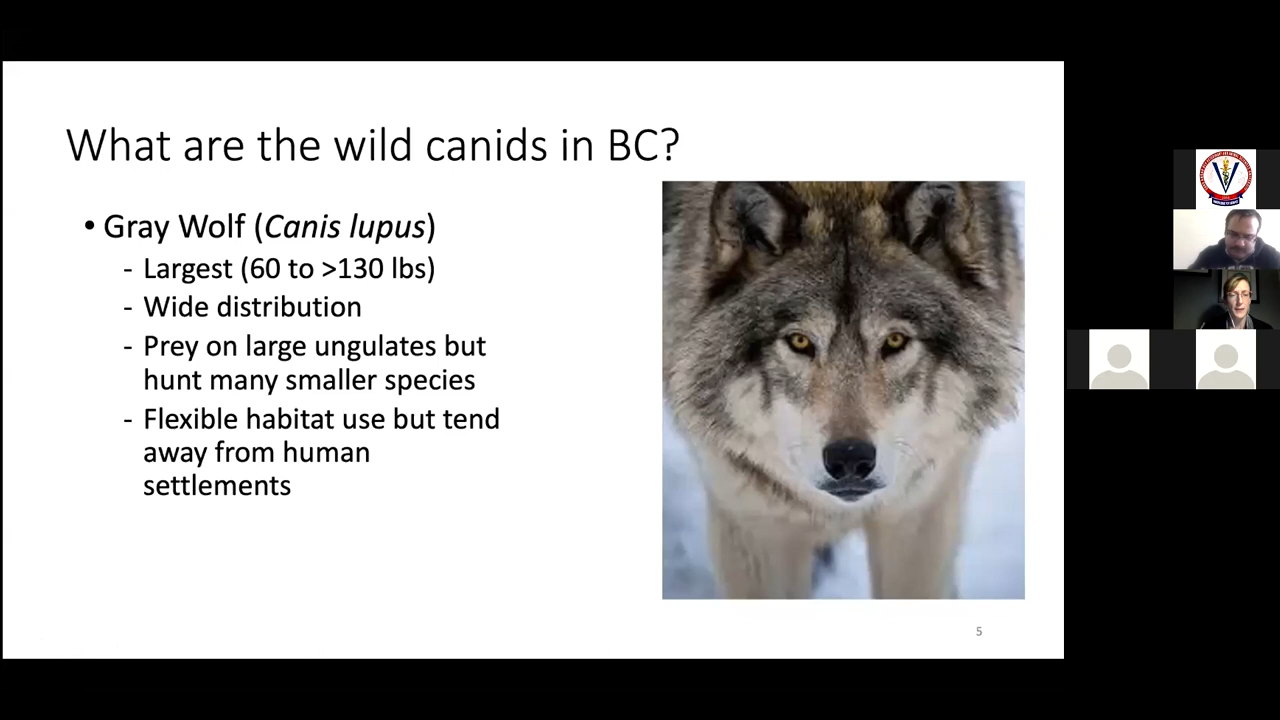 What are the wild canids in BC?
• Gray Wolf (Canis lupus)
- Largest (60 to >130 lbs)
- Wide distribution
- Prey on large ungulates but
hunt many smaller species
- Flexible habitat use but tend
away from human
settlements
5